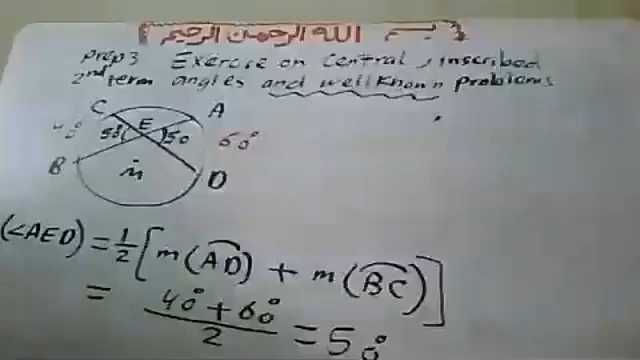 بسم الله الرحمن الرحيم
prep3 Exercise on Central, inscribed
2nd term angles and well known problems
C A
40° 50 E 50 60°
B M D
(∠AED) = 1/2 [m(AD) + m(BC)]
= 40° + 60° / 2 = 50°